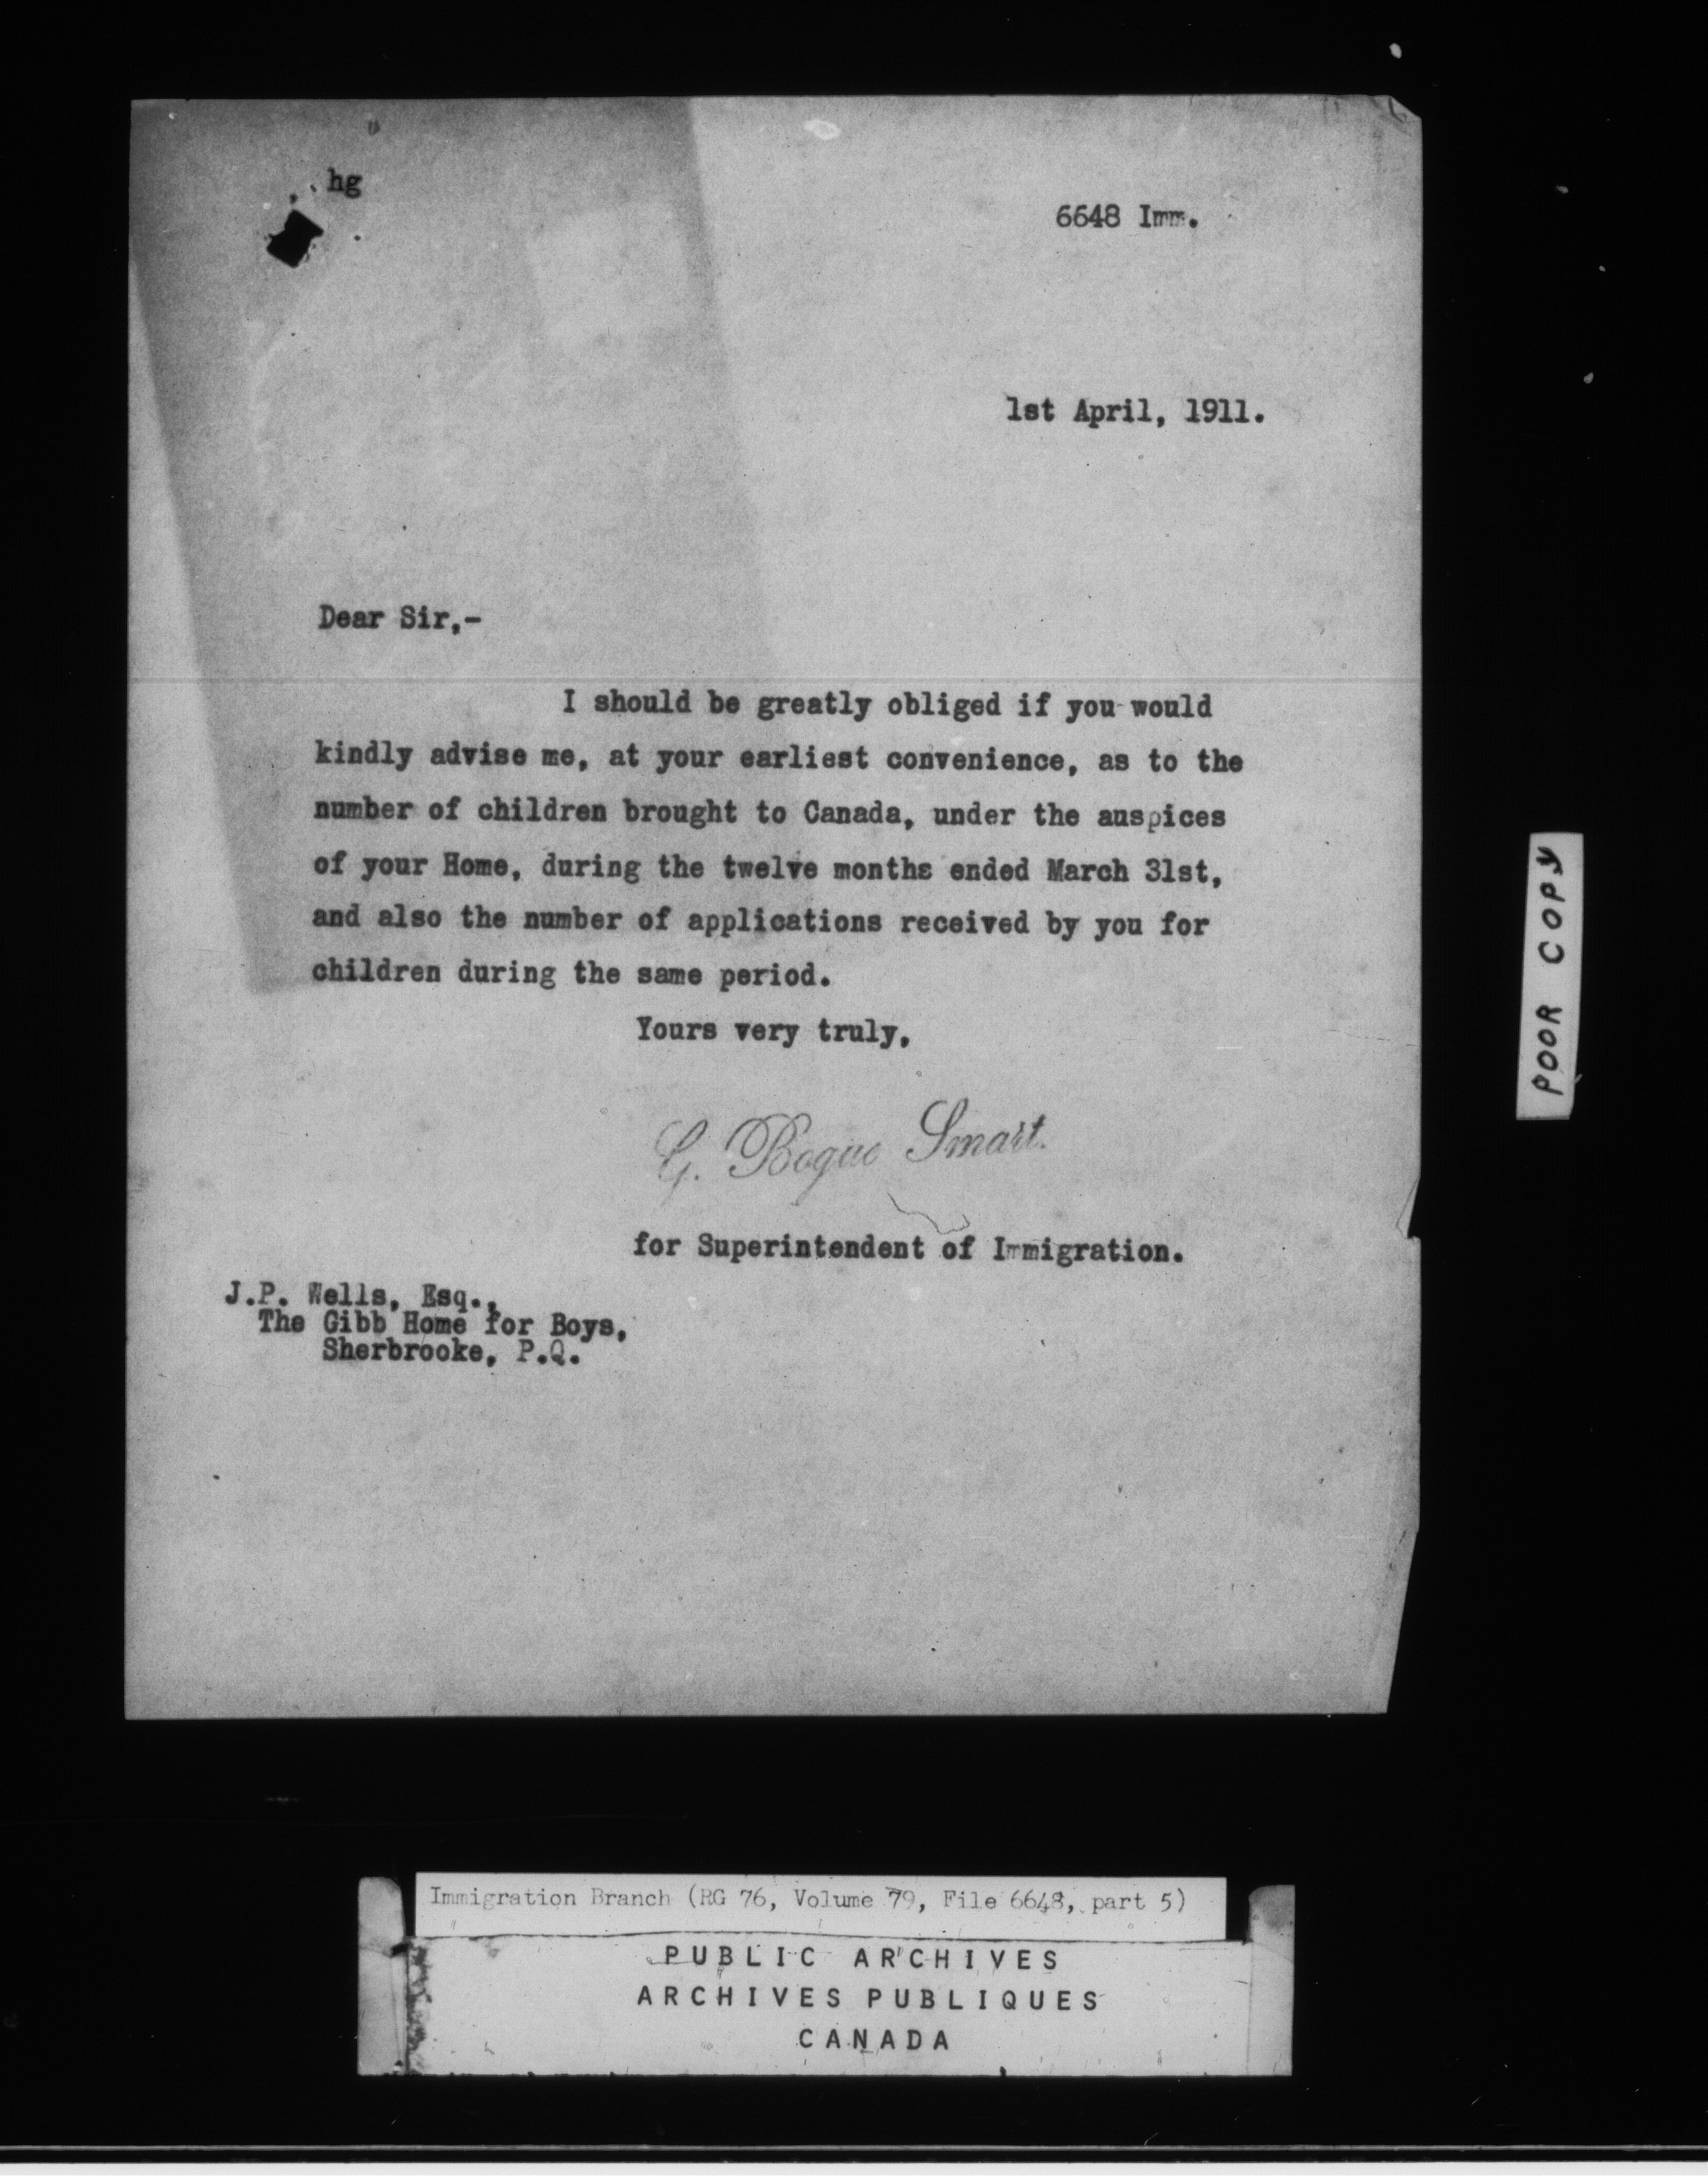 hg
6648 Imm.
1st April, 1911.
Dear Sir,-
I should be greatly obliged if you would
kindly advise me, at your earliest convenience, as to the
number of children brought to Canada, under the auspices
of your Home, during the twelve months ended March 31st,
and also the number of applications received by you for
children during the same period.
Yours very truly,
G. Bogue Smart.
for Superintendent of Immigration.
J.P. Wells, Esq.,
The Gibb Home for Boys,
Sherbrooke, P.Q.
POOR COPY
Immigration Branch (RG 76, Volume 79, File 6648, part 5)
PUBLIC ARCHIVES
ARCHIVES PUBLIQUES
CANADA